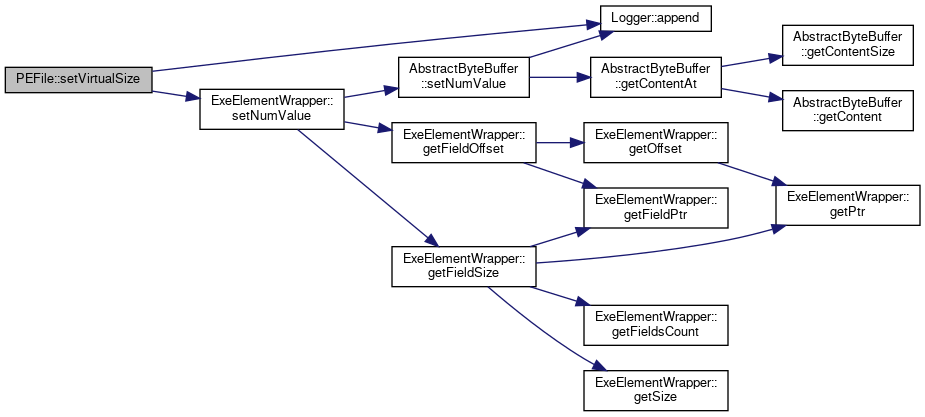 PEFile::setVirtualSize
ExeElementWrapper::
setNumValue
AbstractByteBuffer
::setNumValue
ExeElementWrapper::
getFieldOffset
ExeElementWrapper::
getFieldSize
Logger::append
AbstractByteBuffer
::getContentAt
ExeElementWrapper::
getOffset
ExeElementWrapper::
getFieldPtr
ExeElementWrapper::
getFieldsCount
ExeElementWrapper::
getSize
AbstractByteBuffer
::getContentSize
AbstractByteBuffer
::getContent
ExeElementWrapper::
getPtr